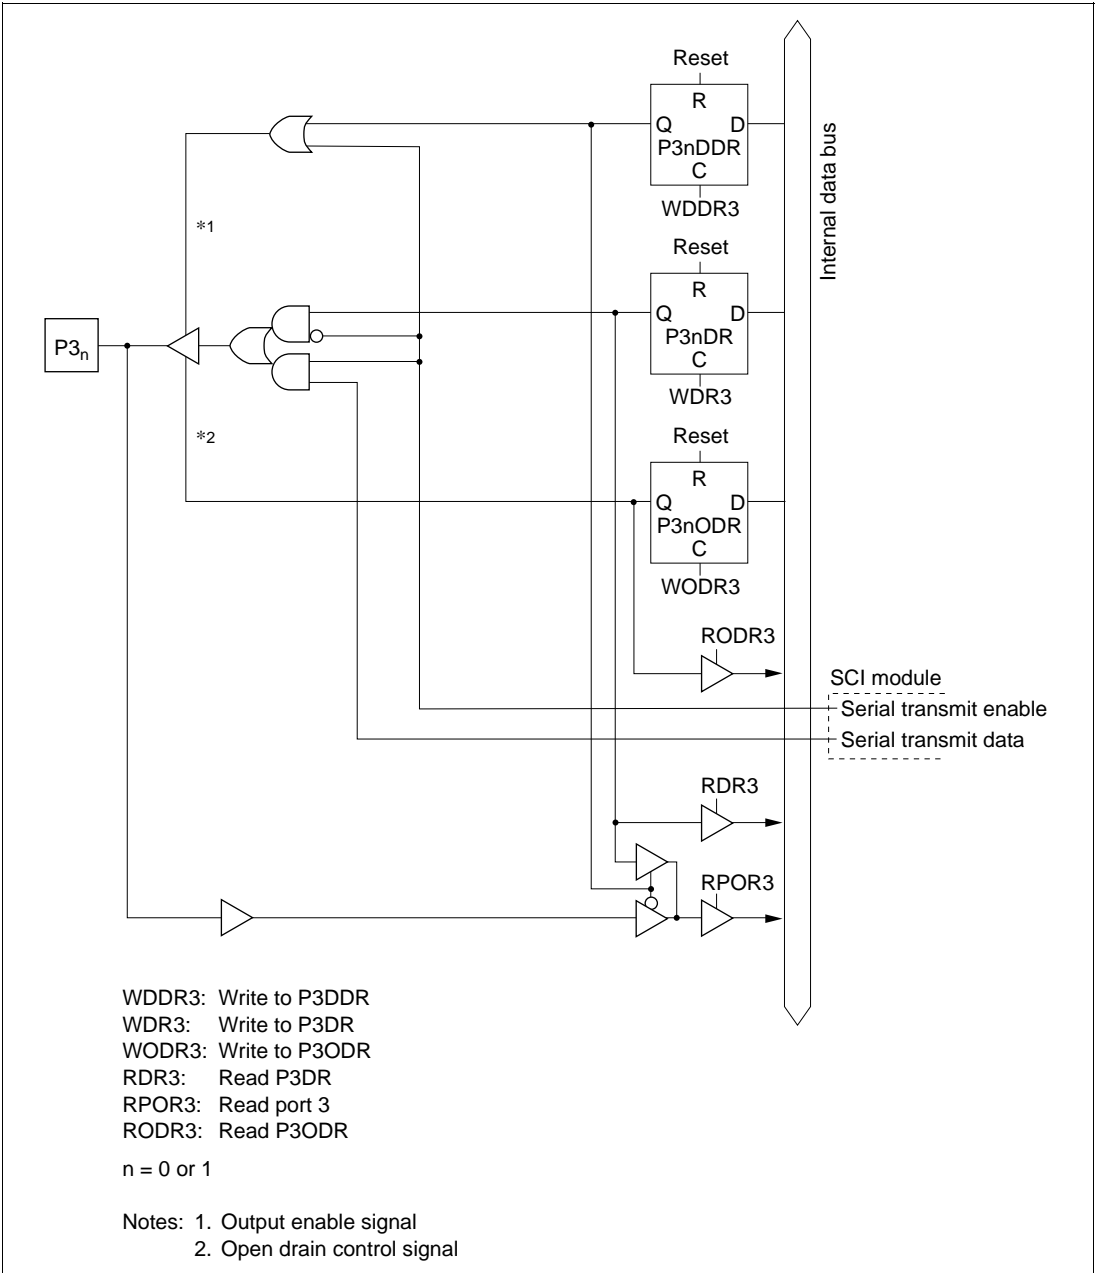 Reset
R
Q D
P3nDDR
C
WDDR3
Internal data bus
*1
Reset
R
Q D
P3nDR
C
WDR3
P3n
*2
Reset
R
Q D
P3nODR
C
WODR3
RODR3
SCI module
Serial transmit enable
Serial transmit data
RDR3
RPOR3
WDDR3: Write to P3DDR
WDR3: Write to P3DR
WODR3: Write to P3ODR
RDR3: Read P3DR
RPOR3: Read port 3
RODR3: Read P3ODR
n = 0 or 1
Notes: 1. Output enable signal
2. Open drain control signal